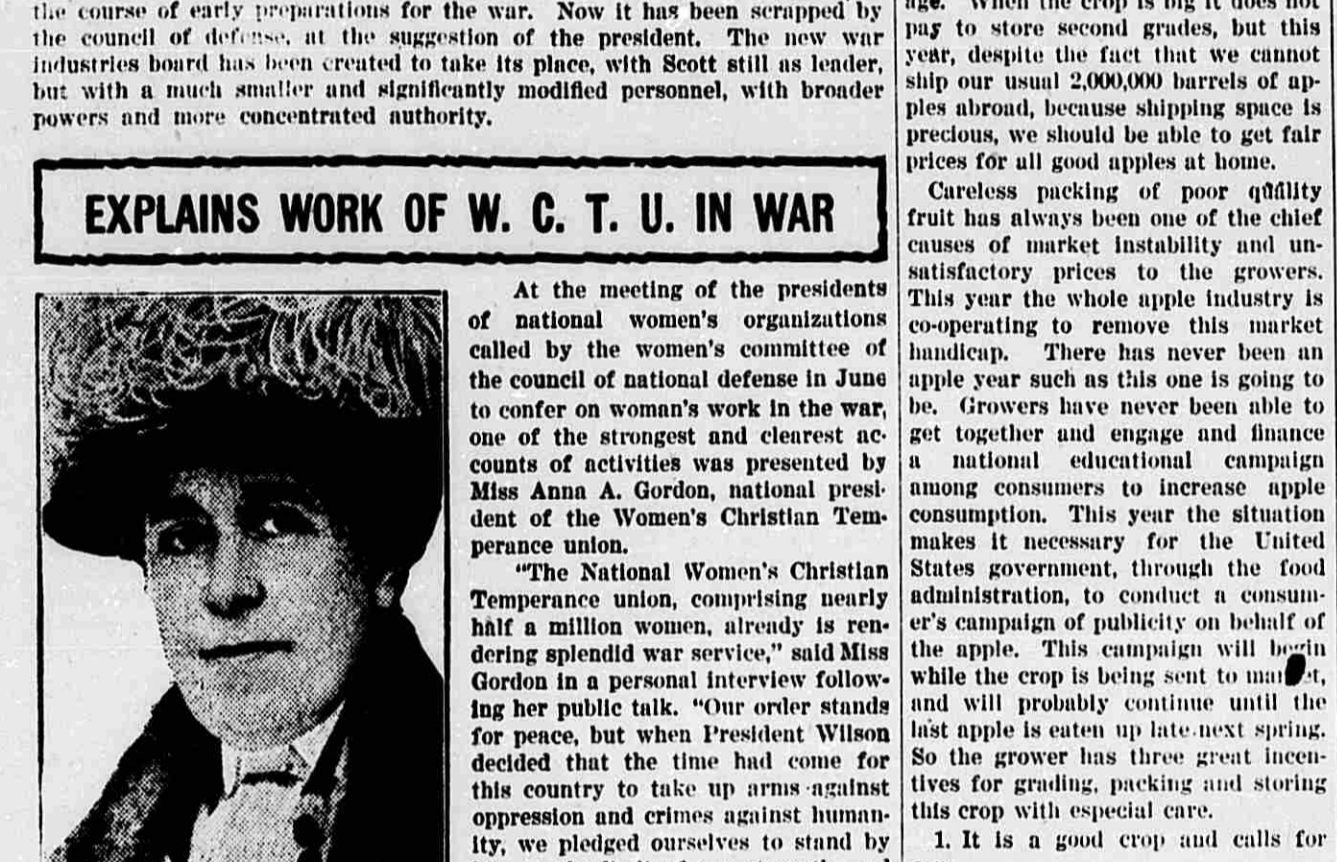 the course of early preparations for the war. Now it has been scrapped by
the council of defense, at the suggestion of the president. The new war
industries board has been created to take its place, with Scott still as leader,
but with a much smaller and significantly modified personnel, with broader
powers and more concentrated authority.
EXPLAINS WORK OF W. C. T. U. IN WAR
At the meeting of the presidents
of national women's organizations
called by the women's committee of
the council of national defense in June
to confer on woman's work in the war,
one of the strongest and clearest ac-
counts of activities was presented by
Miss Anna A. Gordon, national presi-
dent of the Women's Christian Tem-
perance union.
"The National Women's Christian
Temperance union, comprising nearly
half a million women, already is ren-
dering splendid war service," said Miss
Gordon in a personal interview follow-
ing her public talk. "Our order stands
for peace, but when President Wilson
decided that the time had come for
this country to take up arms against
oppression and crimes against human-
ity, we pledged ourselves to stand by
age. When the crop is big it does not
pay to store second grades, but this
year, despite the fact that we cannot
ship our usual 2,000,000 barrels of ap-
ples abroad, because shipping space is
precious, we should be able to get fair
prices for all good apples at home.
Careless packing of poor quality
fruit has always been one of the chief
causes of market instability and un-
satisfactory prices to the growers.
This year the whole apple industry is
co-operating to remove this market
handicap. There has never been an
apple year such as this one is going to
be. Growers have never been able to
get together and engage and finance
a national educational campaign
among consumers to increase apple
consumption. This year the situation
makes it necessary for the United
States government, through the food
administration, to conduct a consum-
er's campaign of publicity on behalf of
the apple. This campaign will begin
while the crop is being sent to market,
and will probably continue until the
last apple is eaten up late next spring.
So the grower has three great incen-
tives for grading, packing and storing
this crop with especial care.
1. It is a good crop and calls for